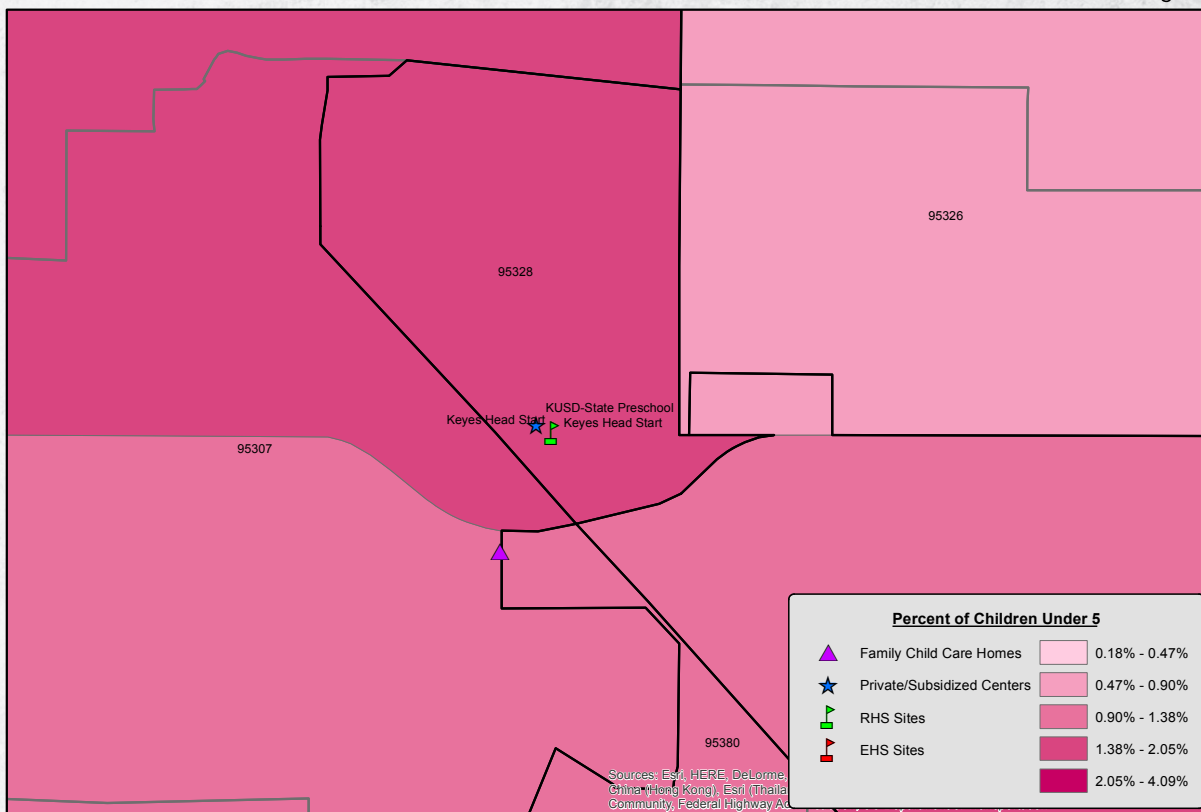 95326
95328
KUSD-State Preschool
Keyes Head Start
Keyes Head Start
95307
95380
Percent of Children Under 5
Family Child Care Homes
Private/Subsidized Centers
RHS Sites
EHS Sites
0.18% - 0.47%
0.47% - 0.90%
0.90% - 1.38%
1.38% - 2.05%
2.05% - 4.09%
Sources: Esri, HERE, DeLorme,
China (Hong Kong), Esri
Community, Federal Highway